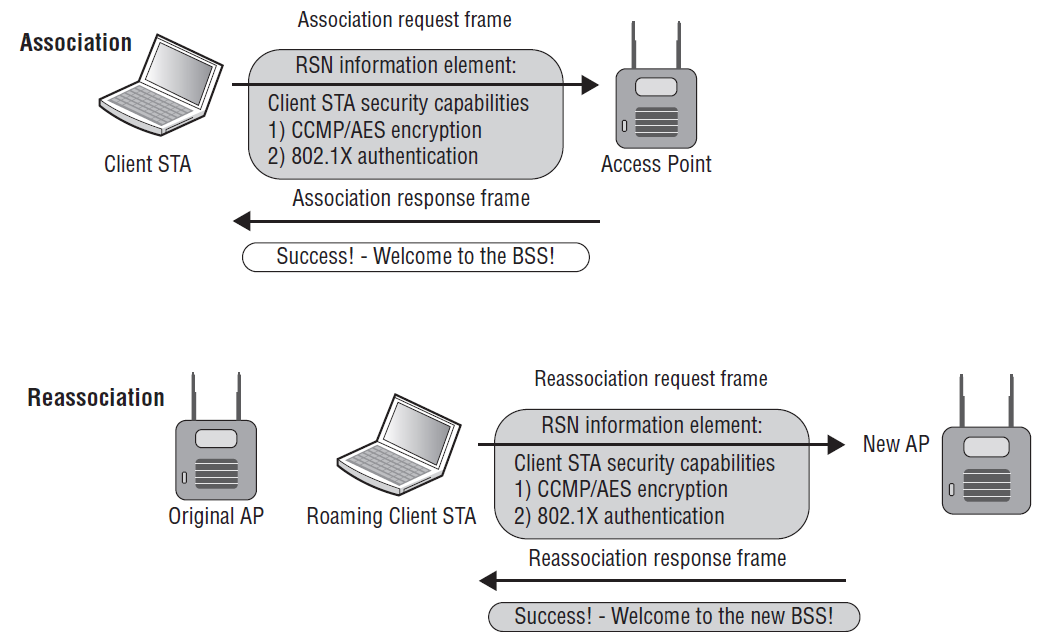 Association request frame
Association
RSN information element:
Client STA security capabilities
1) CCMP/AES encryption
2) 802.1X authentication
Client STA
Access Point
Association response frame
Success! - Welcome to the BSS!
Reassociation request frame
Reassociation
RSN information element:
Client STA security capabilities
1) CCMP/AES encryption
2) 802.1X authentication
New AP
Original AP
Roaming Client STA
Reassociation response frame
Success! - Welcome to the new BSS!